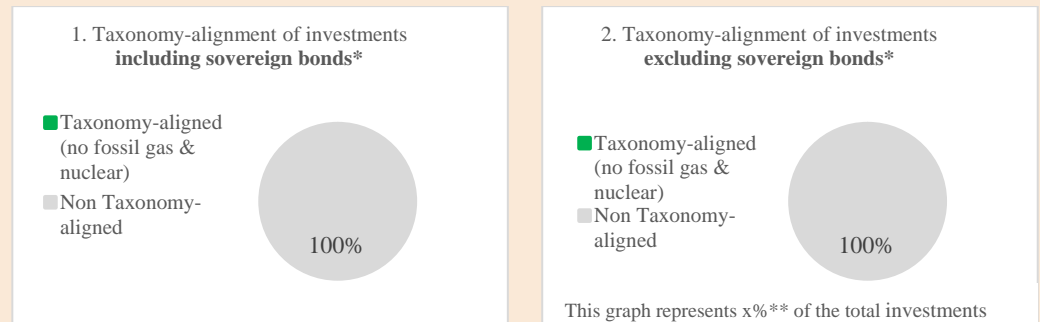 1. Taxonomy-alignment of investments
including sovereign bonds*
Taxonomy-aligned
(no fossil gas &
nuclear)
Non Taxonomy-
aligned
100%
2. Taxonomy-alignment of investments
excluding sovereign bonds*
Taxonomy-aligned
(no fossil gas &
nuclear)
Non Taxonomy-
aligned
100%
This graph represents x%** of the total investments